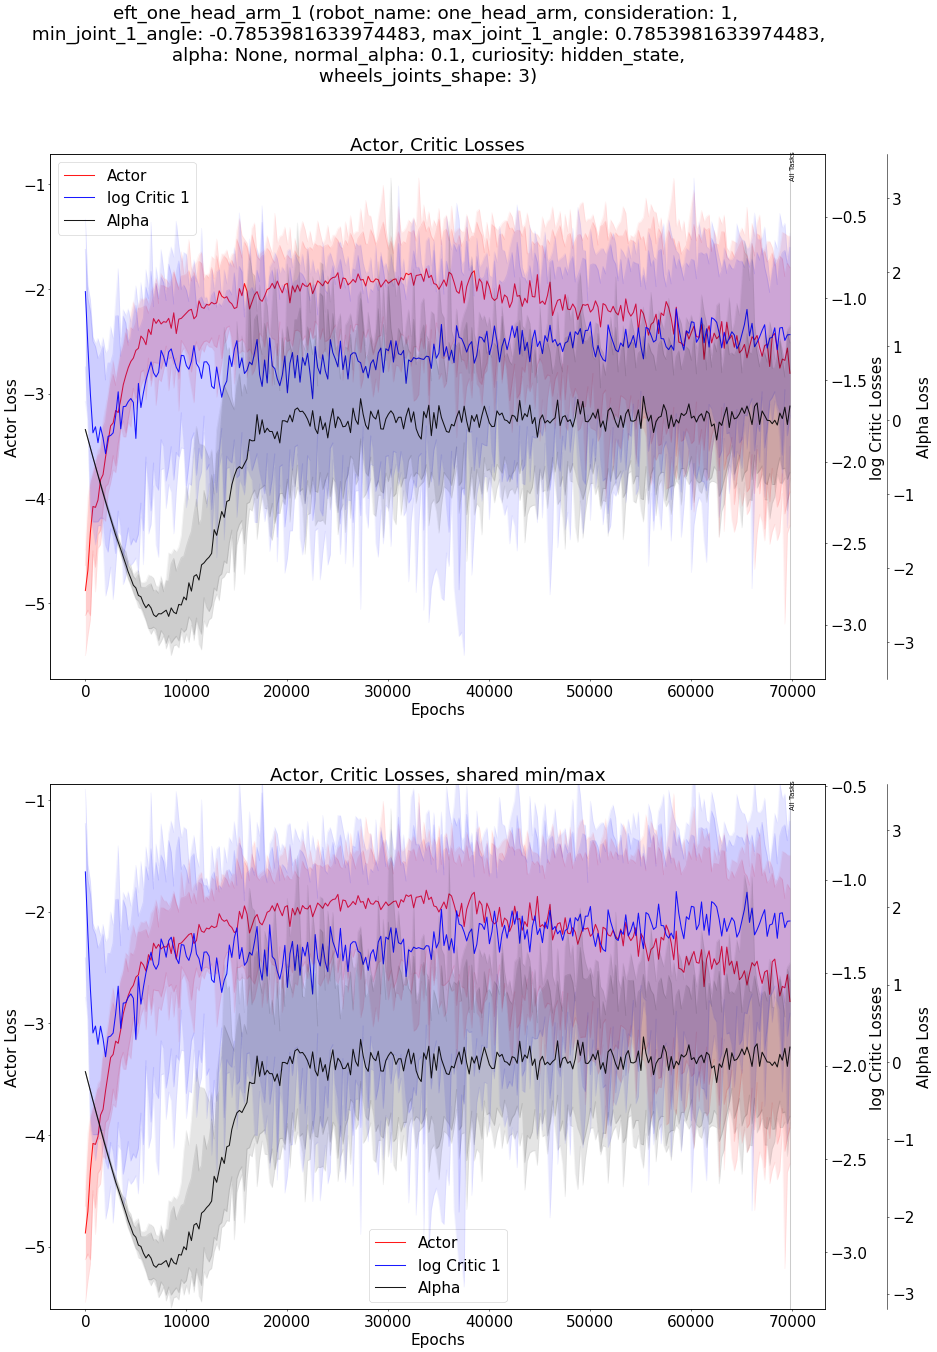 eft_one_head_arm_1 (robot_name: one_head_arm, consideration: 1,
min_joint_1_angle: -0.7853981633974483, max_joint_1_angle: 0.7853981633974483,
alpha: None, normal_alpha: 0.1, curiosity: hidden_state,
wheels_joints_shape: 3)
Actor, Critic Losses
Actor
log Critic 1
Alpha
All Tasks
−1
−2
−3
−4
−5
Actor Loss
−0.5
−1.0
−1.5
−2.0
−2.5
−3.0
log Critic Losses
3
2
1
0
−1
−2
−3
Alpha Loss
0
10000
20000
30000
40000
50000
60000
70000
Epochs
Actor, Critic Losses, shared min/max
All Tasks
−1
−2
−3
−4
−5
Actor Loss
−0.5
−1.0
−1.5
−2.0
−2.5
−3.0
log Critic Losses
3
2
1
0
−1
−2
−3
Alpha Loss
Actor
log Critic 1
Alpha
0
10000
20000
30000
40000
50000
60000
70000
Epochs